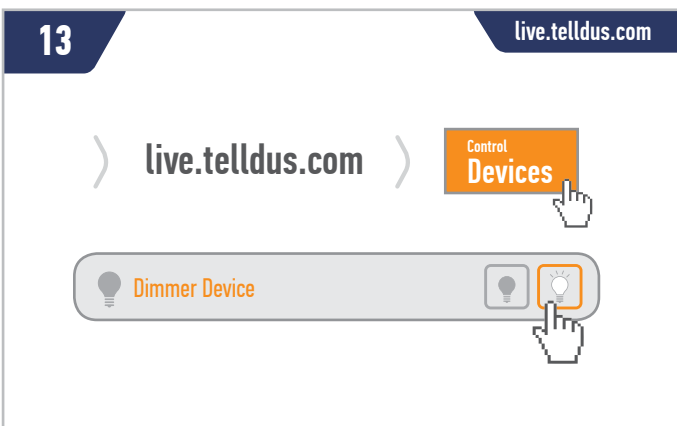 13
live.telldus.com
live.telldus.com
Control
Devices
Dimmer Device